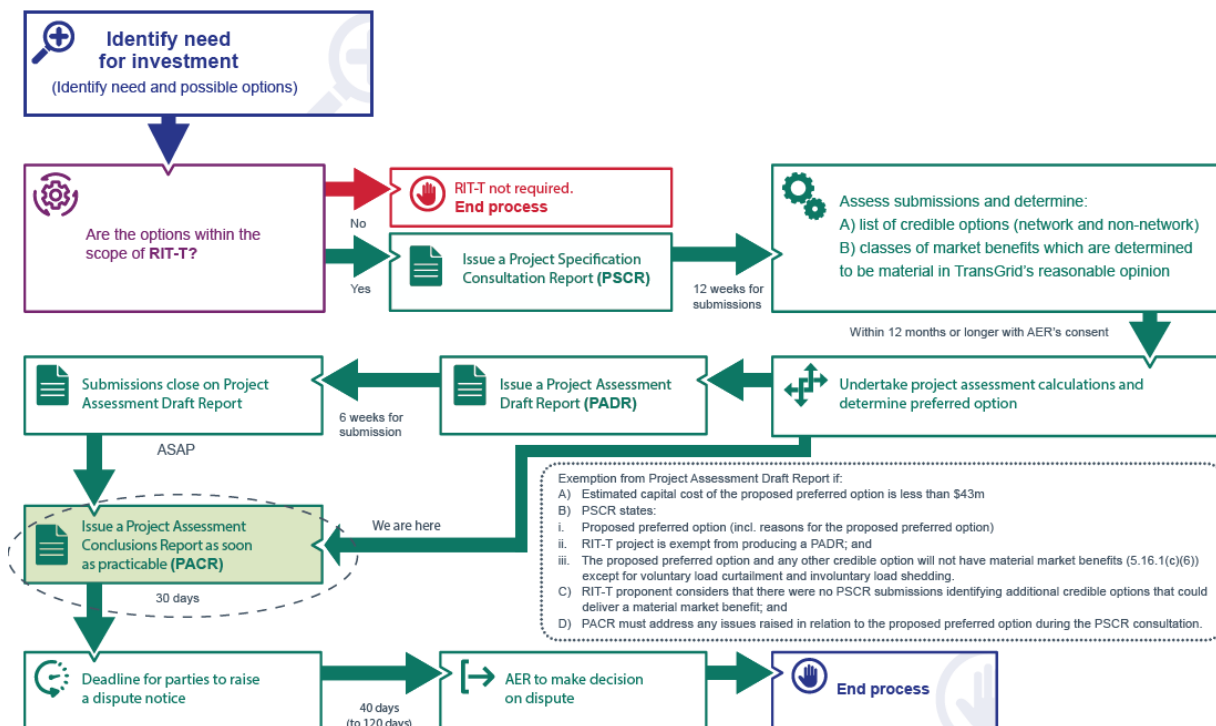 Identify need
for investment
(Identify need and possible options)
Are the options within the
scope of RIT-T?
No
RIT-T not required.
End process
Yes
Issue a Project Specification
Consultation Report (PSCR)
12 weeks for
submissions
Assess submissions and determine:
A) list of credible options (network and non-network)
B) classes of market benefits which are determined
to be material in TransGrid's reasonable opinion
Within 12 months or longer with AER's consent
Undertake project assessment calculations and
determine preferred option
Issue a Project Assessment
Draft Report (PADR)
6 weeks for
submission
Submissions close on Project
Assessment Draft Report
ASAP
Exemption from Project Assessment Draft Report if:
A) Estimated capital cost of the proposed preferred option is less than $43m
B) PSCR states:
i. Proposed preferred option (incl. reasons for the proposed preferred option)
ii. RIT-T project is exempt from producing a PADR; and
iii. The proposed preferred option and any other credible option will not have material market benefits (5.16.1(c)(6))
except for voluntary load curtailment and involuntary load shedding.
C) RIT-T proponent considers that there were no PSCR submissions identifying additional credible options that could
deliver a material market benefit; and
D) PACR must address any issues raised in relation to the proposed preferred option during the PSCR consultation.
We are here
Issue a Project Assessment
Conclusions Report as soon
as practicable (PACR)
30 days
Deadline for parties to raise
a dispute notice
40 days
(to 120 days)
AER to make decision
on dispute
End process